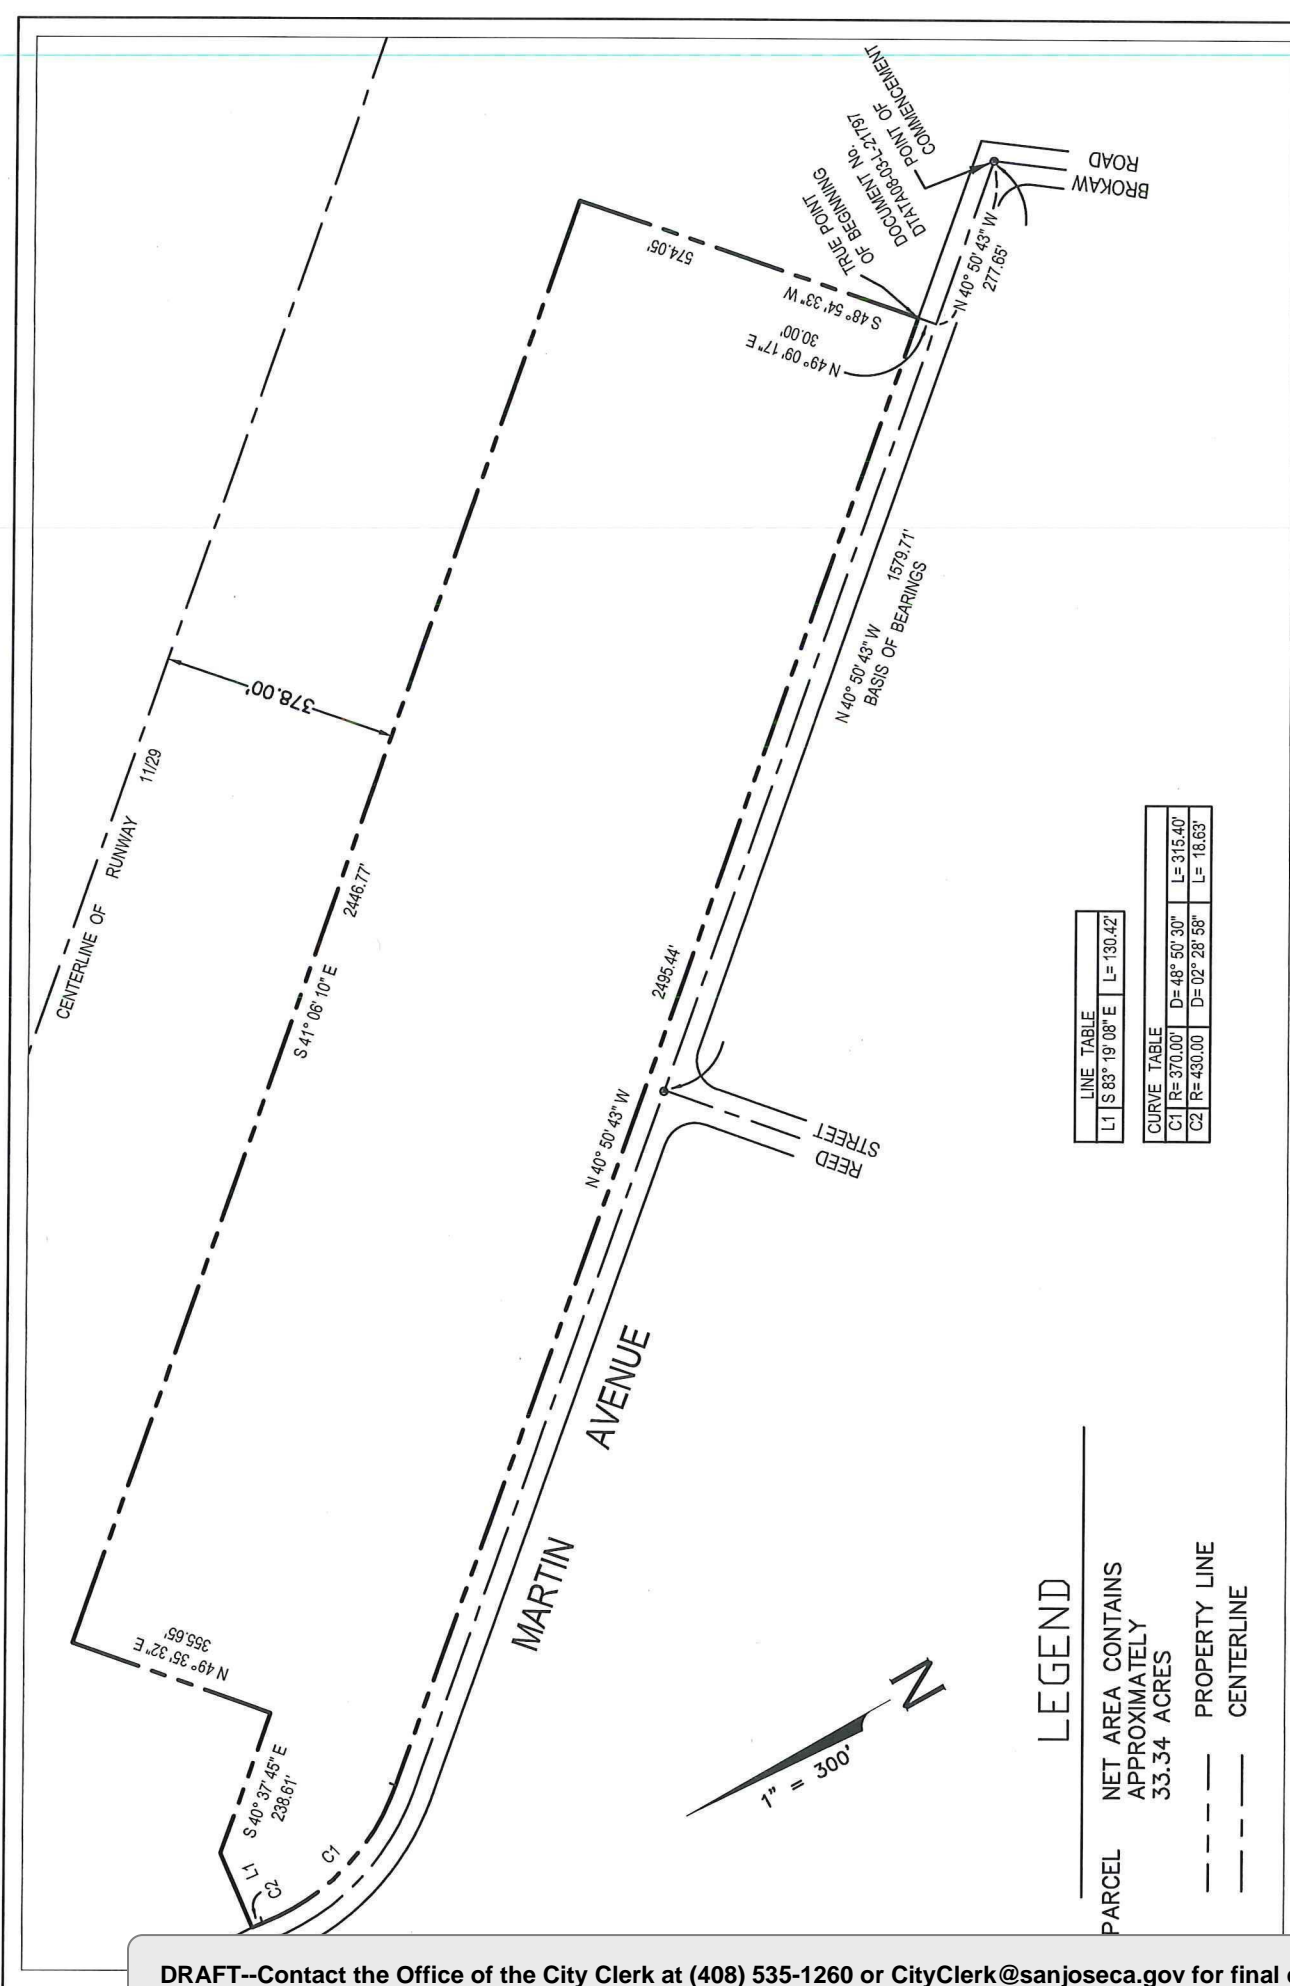 POINT OF
COMMENCEMENT
DOCUMENT No.
DTATA08-03-L-21797
TRUE POINT
OF BEGINNING
BROKAW
ROAD
574.05'
S 48° 54' 33" W
N 49° 09' 17" E
30.00'
N 40° 50' 43" W
277.65'
378.00'
CENTERLINE OF RUNWAY 11/29
2446.77'
S 41° 06' 10" E
N 40° 50' 43" W 1579.71'
BASIS OF BEARINGS
2495.44'
N 40° 50' 43" W
REED
STREET
MARTIN AVENUE
N 49° 35' 32" E
355.65'
S 40° 37' 45" E
238.61'
L1
C2
C1
LINE TABLE
L1 S 83° 19' 08" E L= 130.42'
CURVE TABLE
C1 R= 370.00' D= 48° 50' 30" L= 315.40'
C2 R= 430.00 D= 02° 28' 58" L= 18.63'
N
1" = 300'
LEGEND
PARCEL NET AREA CONTAINS
APPROXIMATELY
33.34 ACRES
PROPERTY LINE
CENTERLINE
DRAFT--Contact the Office of the City Clerk at (408) 535-1260 or CityClerk@sanjoseca.gov for final